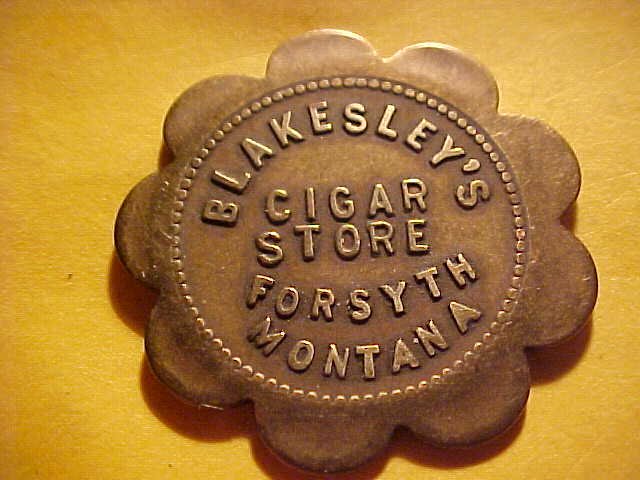 BLAKESLEY'S
CIGAR
STORE
FORSYTH
MONTANA